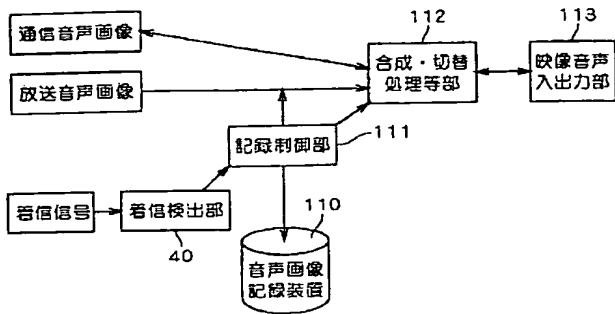 通信音声画像
放送音声画像
112
合成・切替
処理等部
113
映像音声
入出力部
記録制御部
111
着信信号
着信検出部
40
110
音声画像
記録装置